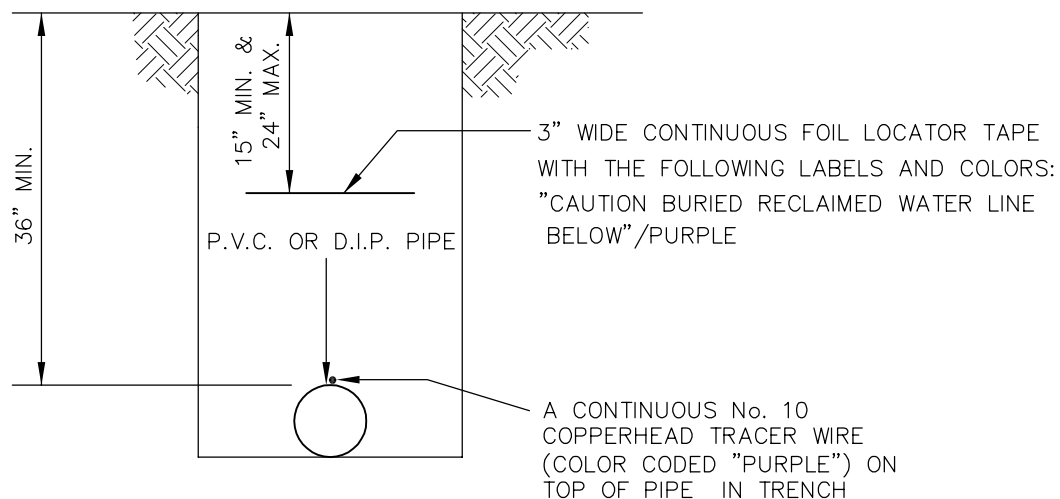 15” MIN. &
24” MAX.
36” MIN.
3” WIDE CONTINUOUS FOIL LOCATOR TAPE
WITH THE FOLLOWING LABELS AND COLORS:
”CAUTION BURIED RECLAIMED WATER LINE
BELOW”/PURPLE
P.V.C. OR D.I.P. PIPE
A CONTINUOUS No. 10
COPPERHEAD TRACER WIRE
(COLOR CODED ”PURPLE”) ON
TOP OF PIPE IN TRENCH